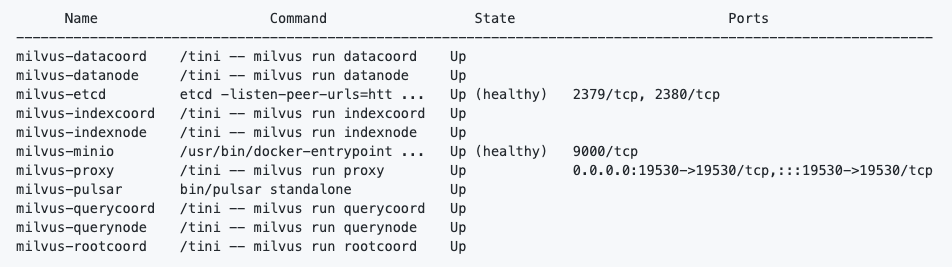 Name Command State Ports
--------------------------------------------------------------------------------------------------------------
milvus-datacoord /tini -- milvus run datacoord Up
milvus-datanode /tini -- milvus run datanode Up
milvus-etcd etcd -listen-peer-urls=htt ... Up (healthy) 2379/tcp, 2380/tcp
milvus-indexcoord /tini -- milvus run indexcoord Up
milvus-indexnode /tini -- milvus run indexnode Up
milvus-minio /usr/bin/docker-entrypoint ... Up (healthy) 9000/tcp
milvus-proxy /tini -- milvus run proxy Up 0.0.0.0:19530->19530/tcp,:::19530->19530/tcp
milvus-pulsar bin/pulsar standalone Up
milvus-querycoord /tini -- milvus run querycoord Up
milvus-querynode /tini -- milvus run querynode Up
milvus-rootcoord /tini -- milvus run rootcoord Up